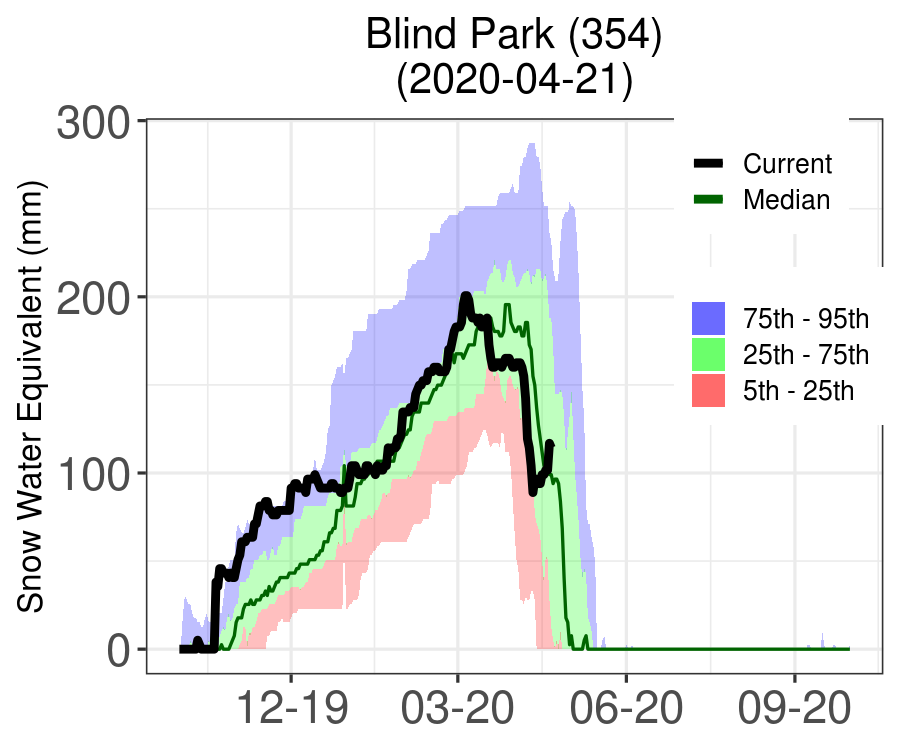 Blind Park (354)
(2020-04-21)
Snow Water Equivalent (mm)
300
200
100
0
12-19
03-20
06-20
09-20
Current
Median
75th - 95th
25th - 75th
5th - 25th